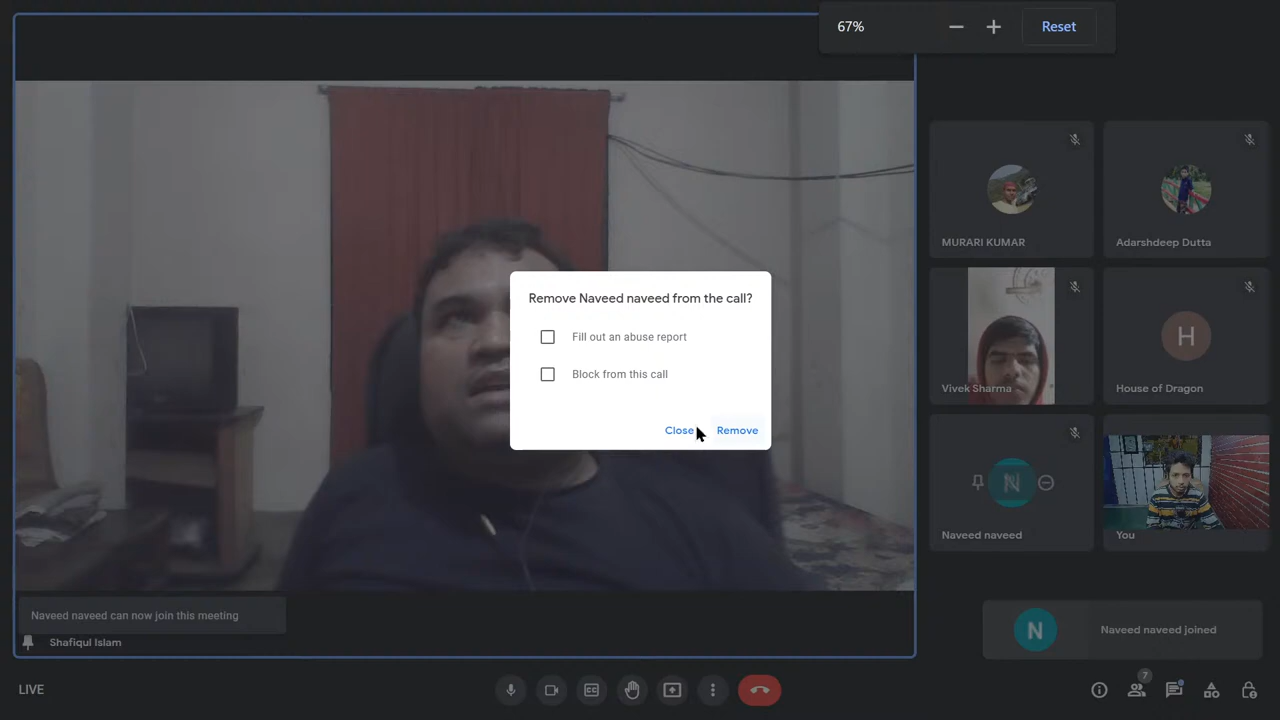 67%
Reset
MURARI KUMAR
Adarshdeep Dutta
Remove Naveed naveed from the call?
Fill out an abuse report
Block from this call
Close
Remove
Vivek Sharma
H
House of Dragon
N
Naveed naveed
You
Naveed naveed can now join this meeting
Shafiqul Islam
N
Naveed naveed joined
LIVE
CC
7